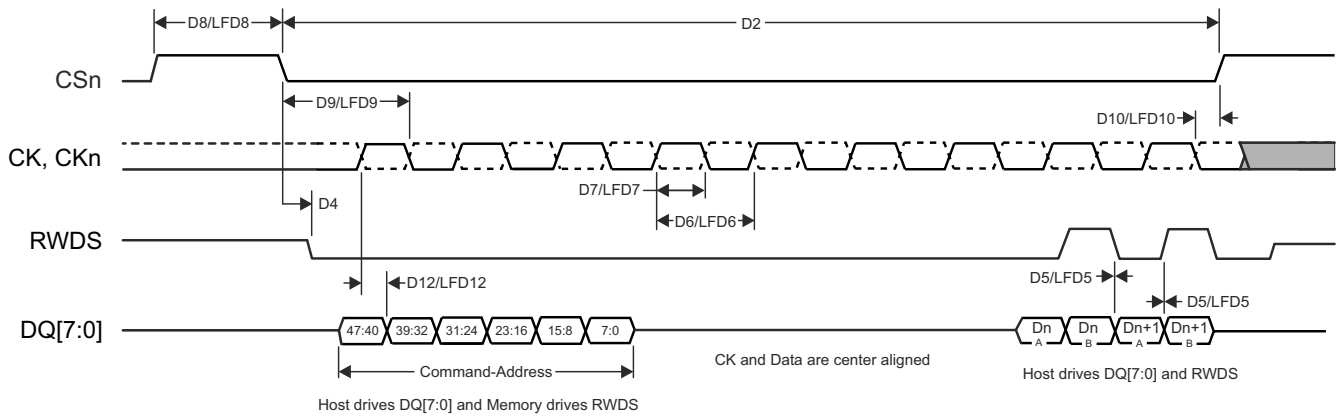 D8/LFD8
D2
CSn
D9/LFD9
D10/LFD10
CK, CKn
D7/LFD7
D4
D6/LFD6
RWDS
D12/LFD12
D5/LFD5
D5/LFD5
DQ[7:0]
47:40 39:32 31:24 23:16 15:8 7:0
Dn Dn Dn+1 Dn+1
A B A B
Command-Address
CK and Data are center aligned
Host drives DQ[7:0] and RWDS
Host drives DQ[7:0] and Memory drives RWDS